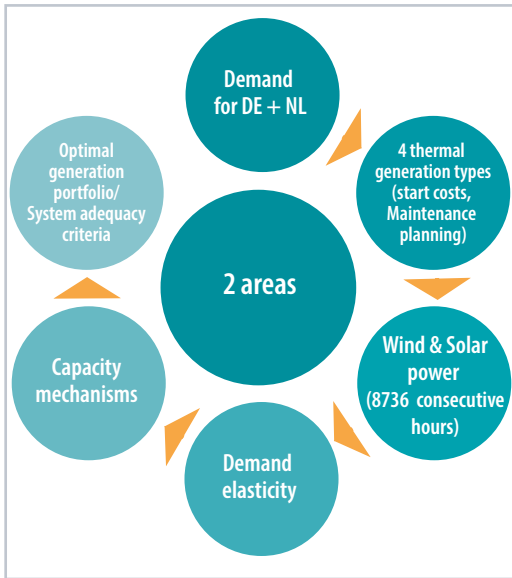 Demand
for DE + NL
4 thermal
generation types
(start costs,
Maintenance
planning)
Wind & Solar
power
(8736 consecutive
hours)
Demand
elasticity
Capacity
mechanisms
Optimal
generation
portfolio/
System adequacy
criteria
2 areas